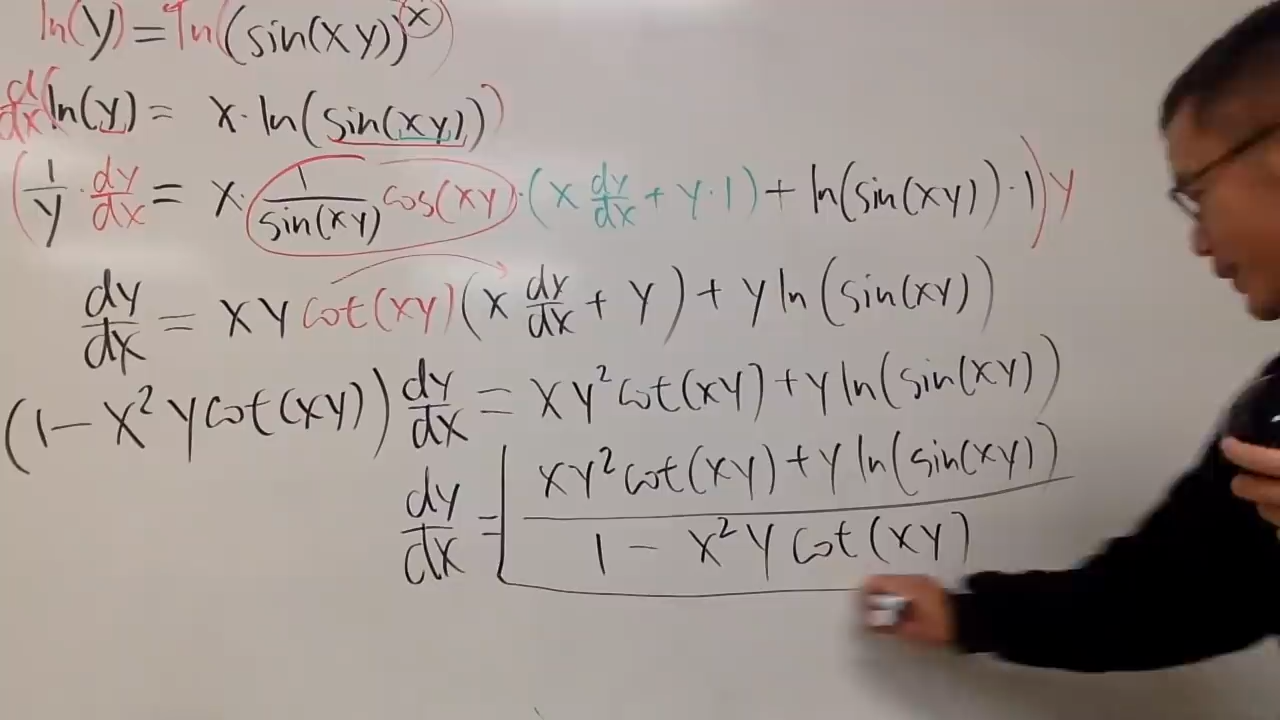 ln(y) = ln(sin(xy))^x)
d/dx(ln(y) = x·ln(sin(xy)))
(1/y · dy/dx = x · 1/sin(xy) cos(xy) · (x dy/dx + y·1) + ln(sin(xy))·1)y
dy/dx = xy cot(xy)(x dy/dx + y) + y ln(sin(xy))
(1 - x²y cot(xy)) dy/dx = xy² cot(xy) + y ln(sin(xy))
dy/dx = xy² cot(xy) + y ln(sin(xy)) / 1 - x²y cot(xy)